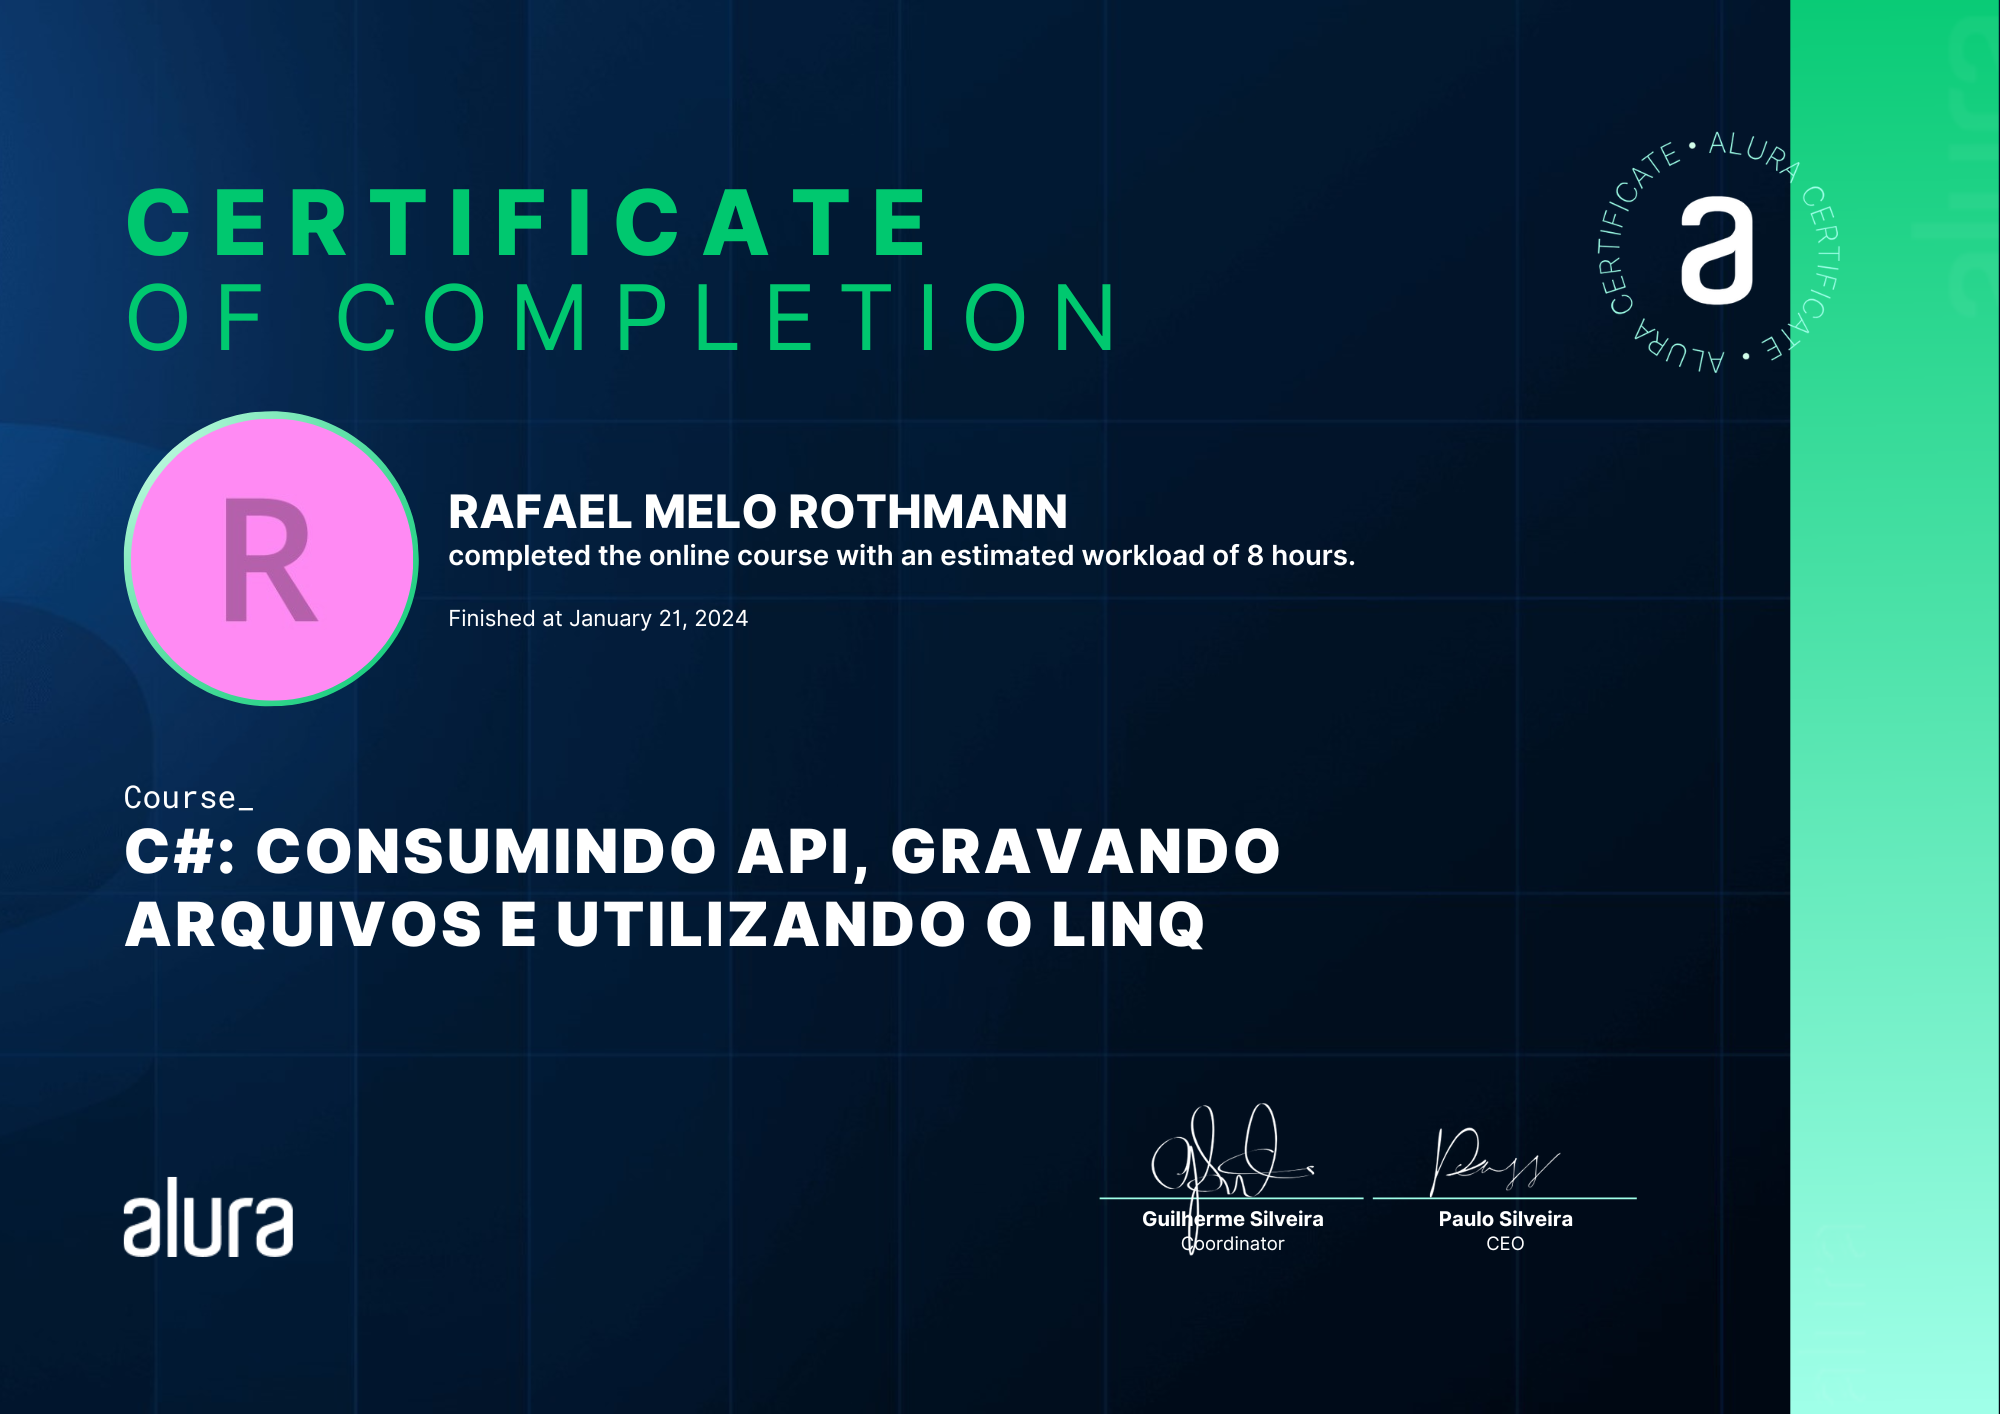 CERTIFICATE
OF COMPLETION
ALURA CERTIFICATE • ALURA CERTIFICATE •
a
R
RAFAEL MELO ROTHMANN
completed the online course with an estimated workload of 8 hours.
Finished at January 21, 2024
Course_
C#: CONSUMINDO API, GRAVANDO
ARQUIVOS E UTILIZANDO O LINQ
alura
Guilherme Silveira
Coordinator
Paulo Silveira
CEO